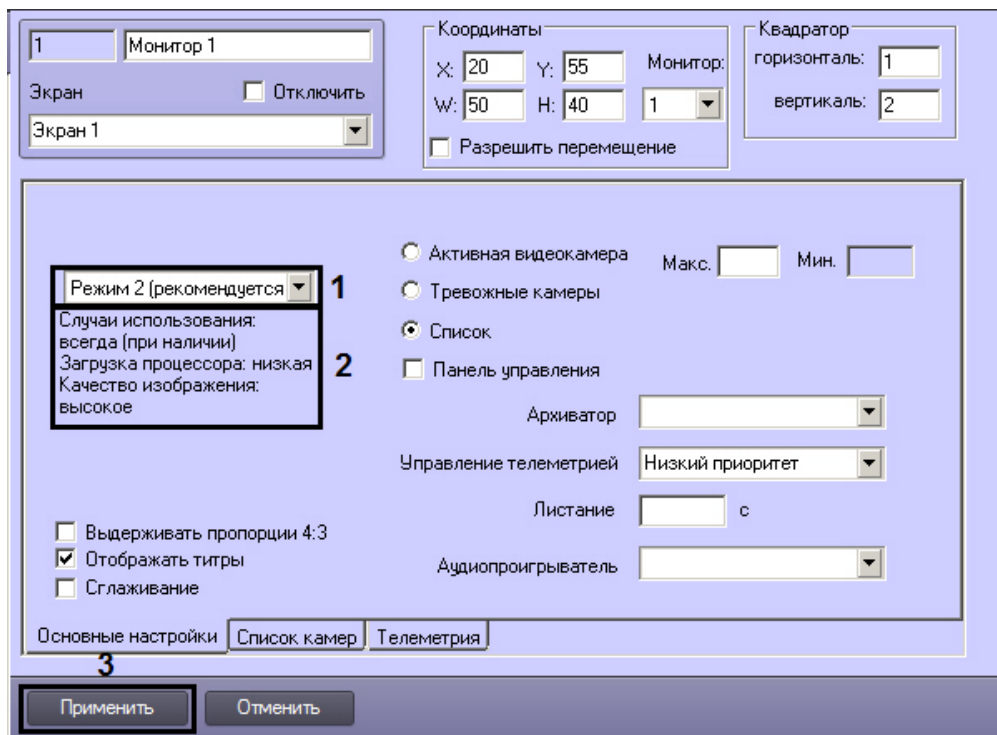 1 Монитор 1
Экран Отключить
Экран 1
Координаты
X: 20 Y: 55 Монитор:
W: 50 H: 40 1
Разрешить перемещение
Квадратор
горизонталь: 1
вертикаль: 2
Режим 2 (рекомендуется 1
Случаи использования:
всегда (при наличии)
Загрузка процессора: низкая
Качество изображения:
высокое
2
Активная видеокамера Макс. Мин.
Тревожные камеры
Список
Панель управления
Архиватор
Управление телеметрией Низкий приоритет
Листание с
Аудиопроигрыватель
Выдерживать пропорции 4:3
Отображать титры
Сглаживание
Основные настройки Список камер Телеметрия
3
Применить Отменить